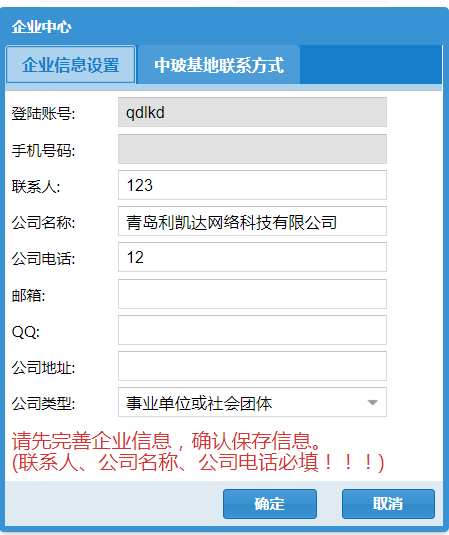 企业中心
企业信息设置 中玻基地联系方式
登陆账号: qdlkd
手机号码:
联系人: 123
公司名称: 青岛利凯达网络科技有限公司
公司电话: 12
邮箱:
QQ:
公司地址:
公司类型: 事业单位或社会团体
请先完善企业信息，确认保存信息。
(联系人、公司名称、公司电话必填！！！)
确定 取消